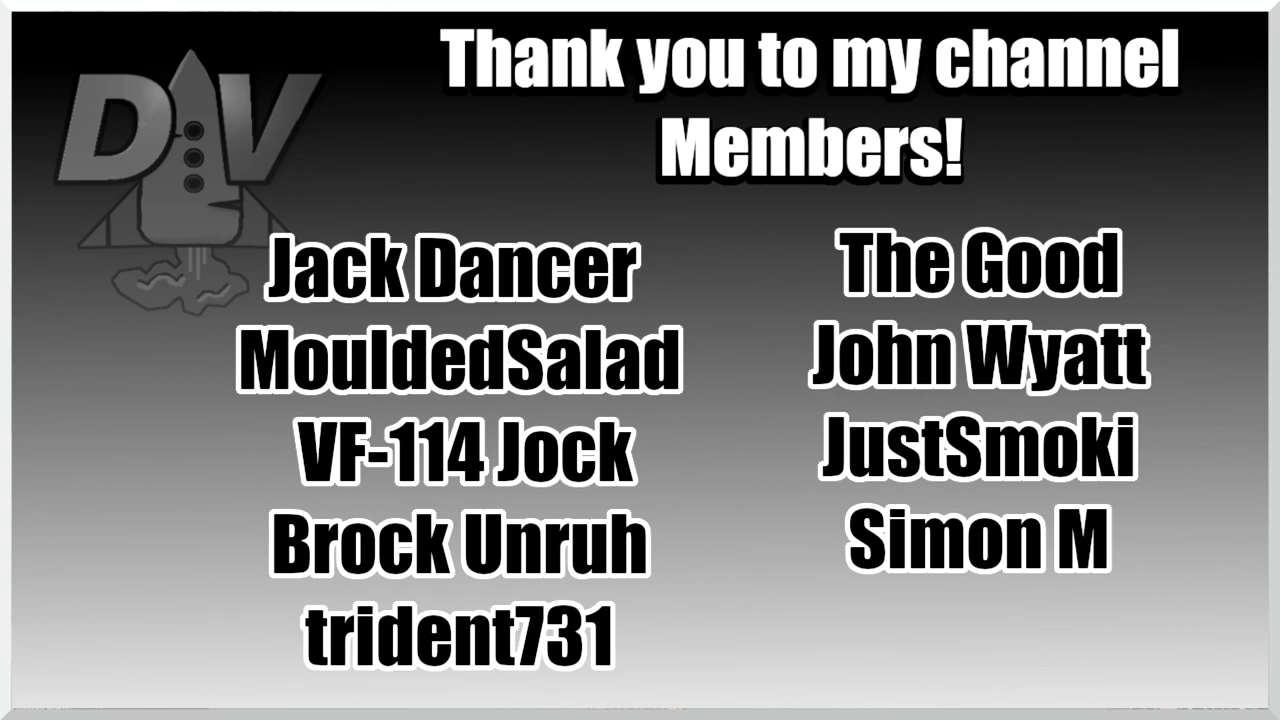 DV
Thank you to my channel
Members!
Jack Dancer
MouldedSalad
VF-114 Jock
Brock Unruh
trident731
The Good
John Wyatt
JustSmoki
Simon M